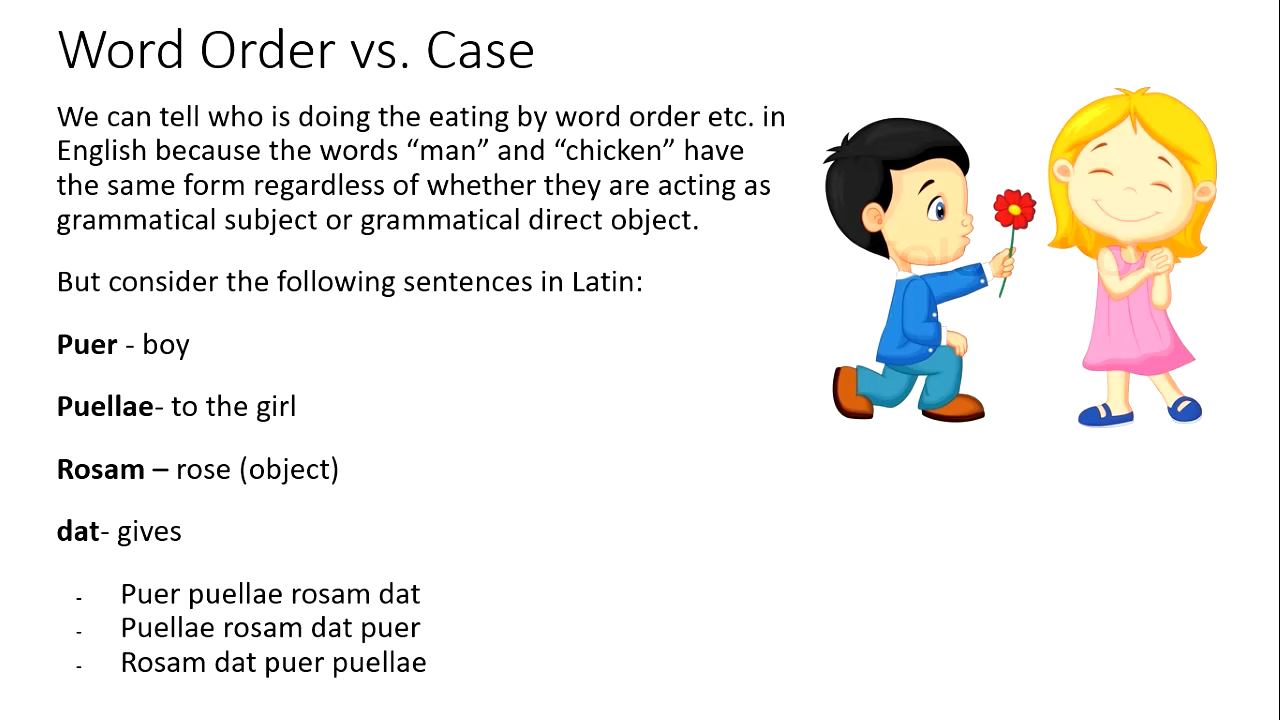 Word Order vs. Case
We can tell who is doing the eating by word order etc. in
English because the words “man” and “chicken” have
the same form regardless of whether they are acting as
grammatical subject or grammatical direct object.
But consider the following sentences in Latin:
Puer - boy
Puellae- to the girl
Rosam – rose (object)
dat- gives
- Puer puellae rosam dat
- Puellae rosam dat puer
- Rosam dat puer puellae